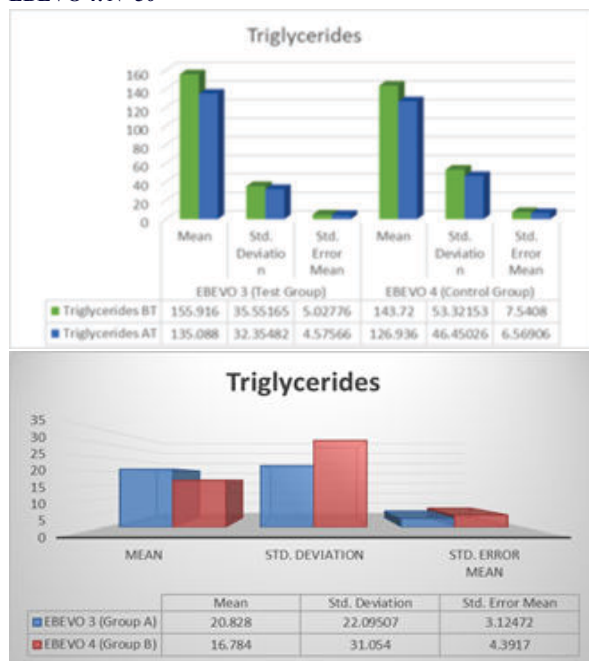 Triglycerides
160
140
120
100
80
60
40
20
0
Mean Std. Deviatio n Std. Error Mean Mean Std. Deviatio n Std. Error Mean
EBEVO 3 (Test Group) EBEVO 4 (Control Group)
Triglycerides BT 155.916 35.55165 5.02776 143.72 53.32153 7.5408
Triglycerides AT 135.088 32.35482 4.57566 126.936 46.45026 6.56906
Triglycerides
35
30
25
20
15
10
5
0
MEAN STD. DEVIATION STD. ERROR MEAN
Mean Std. Deviation Std. Error Mean
EBEVO 3 (Group A) 20.828 22.09507 3.12472
EBEVO 4 (Group B) 16.784 31.054 4.3917